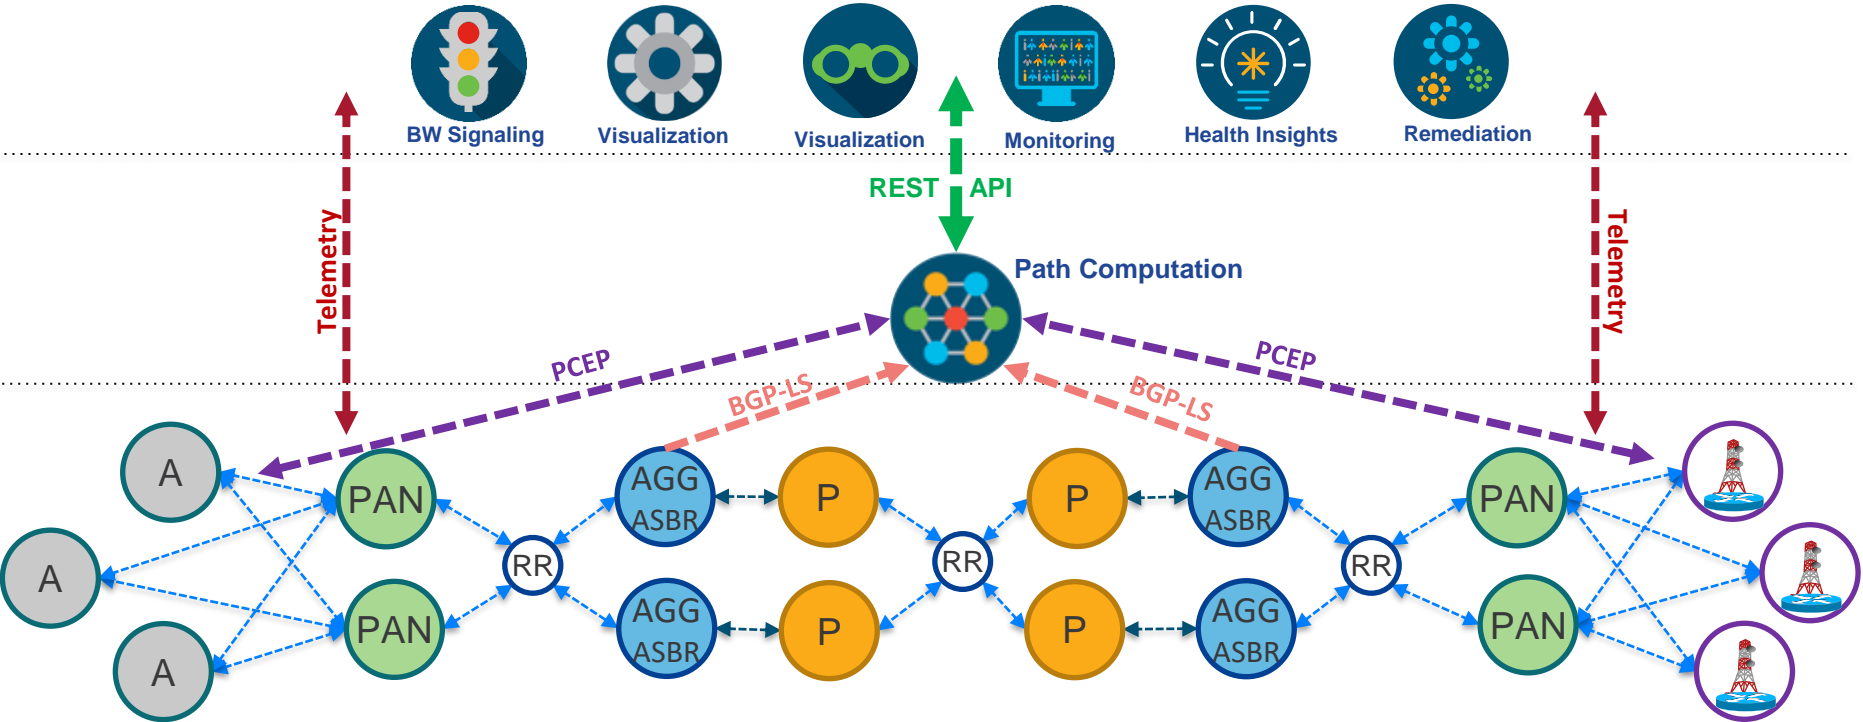 BW Signaling
Visualization
Visualization
Monitoring
Health Insights
Remediation
REST API
Telemetry
Telemetry
Path Computation
PCEP
PCEP
BGP-LS
BGP-LS
A
PAN
AGG
ASBR
P
P
AGG
ASBR
PAN
RR
RR
RR
A
A
PAN
AGG
ASBR
P
P
AGG
ASBR
PAN